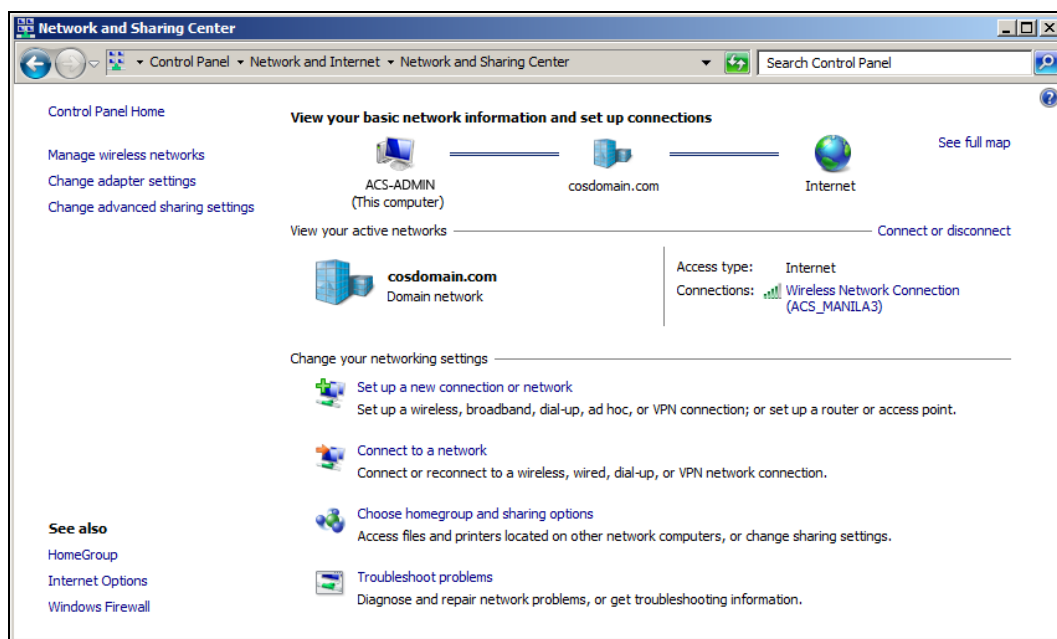 Network and Sharing Center
Control Panel Network and Internet Network and Sharing Center
Search Control Panel
Control Panel Home
Manage wireless networks
Change adapter settings
Change advanced sharing settings
See also
HomeGroup
Internet Options
Windows Firewall
View your basic network information and set up connections
See full map
ACS-ADMIN
(This computer)
cosdomain.com
Internet
View your active networks
Connect or disconnect
cosdomain.com
Domain network
Access type: Internet
Connections: Wireless Network Connection
(ACS_MANILA3)
Change your networking settings
Set up a new connection or network
Set up a wireless, broadband, dial-up, ad hoc, or VPN connection; or set up a router or access point.
Connect to a network
Connect or reconnect to a wireless, wired, dial-up, or VPN network connection.
Choose homegroup and sharing options
Access files and printers located on other network computers, or change sharing settings.
Troubleshoot problems
Diagnose and repair network problems, or get troubleshooting information.